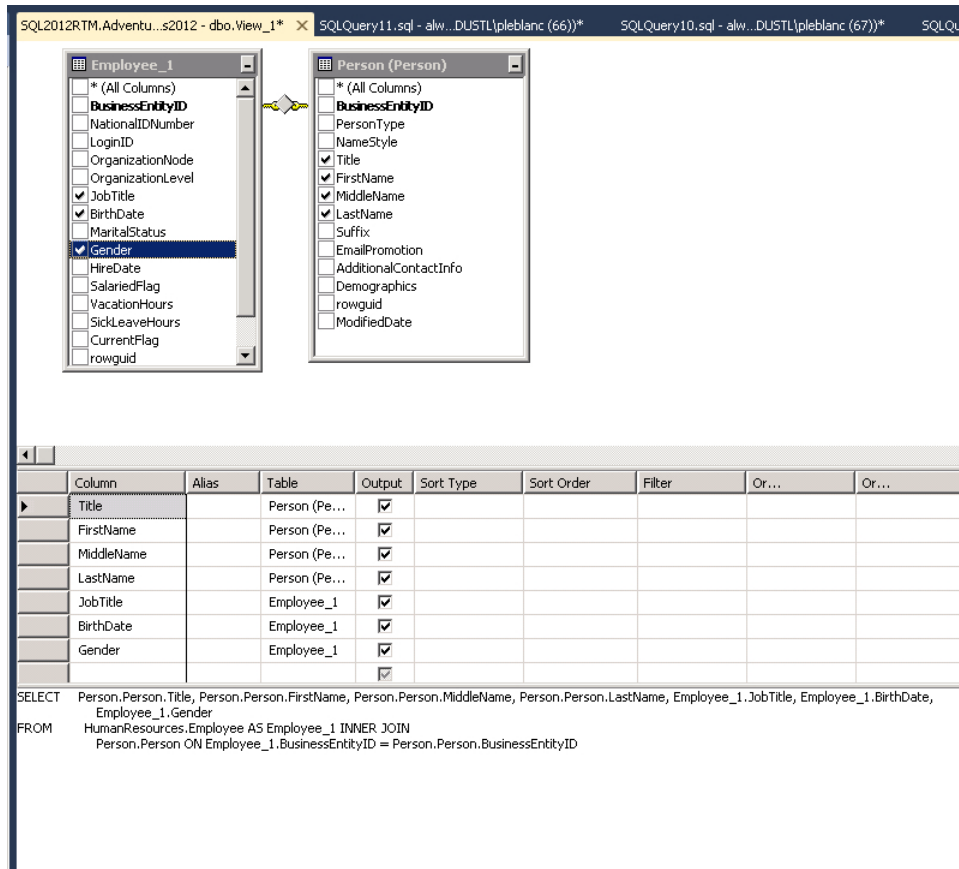 SQL2012RTM.Adventu...s2012 - dbo.View_1* SQLQuery11.sql - alw...DUSTL\pleblanc (66))* SQLQuery10.sql - alw...DUSTL\pleblanc (67))* SQLQu
Employee_1
* (All Columns)
BusinessEntityID
NationalIDNumber
LoginID
OrganizationNode
OrganizationLevel
JobTitle
BirthDate
MaritalStatus
Gender
HireDate
SalariedFlag
VacationHours
SickLeaveHours
CurrentFlag
rowguid
Person (Person)
* (All Columns)
BusinessEntityID
PersonType
NameStyle
Title
FirstName
MiddleName
LastName
Suffix
EmailPromotion
AdditionalContactInfo
Demographics
rowguid
ModifiedDate
Column Alias Table Output Sort Type Sort Order Filter Or... Or...
Title Person (Pe...
FirstName Person (Pe...
MiddleName Person (Pe...
LastName Person (Pe...
JobTitle Employee_1
BirthDate Employee_1
Gender Employee_1
SELECT Person.Person.Title, Person.Person.FirstName, Person.Person.MiddleName, Person.Person.LastName, Employee_1.JobTitle, Employee_1.BirthDate,
Employee_1.Gender
FROM HumanResources.Employee AS Employee_1 INNER JOIN
Person.Person ON Employee_1.BusinessEntityID = Person.Person.BusinessEntityID